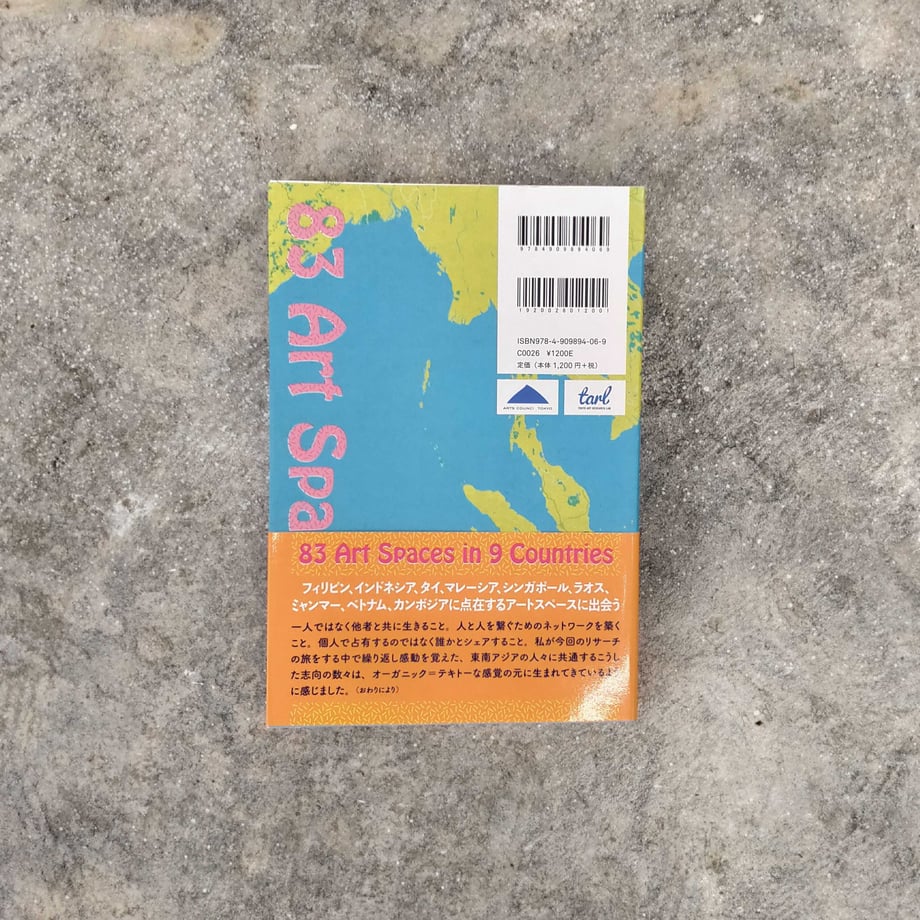 83 Art Spa
9784909894069
1920026012001
ISBN978-4-909894-06-9
C0026 ¥1200E
定価(本体1,200円+税)
ARTS COUNCIL TOKYO
tarl
TOKYO ART RESEARCH LAB
83 Art Spaces in 9 Countries
フィリピン、インドネシア、タイ、マレーシア、シンガポール、ラオス、
ミャンマー、ベトナム、カンボジアに点在するアートスペースに出会う
一人ではなく他者と共に生きること。人と人を繋ぐためのネットワークを築く
こと。個人で占有するのではなく誰かとシェアすること。私が今回のリサーチ
の旅をする中で繰り返し感動を覚えた、東南アジアの人々に共通するこうし
た志向の数々は、オーガニック=テキトーな感覚の元に生まれてきているよう
に感じました。(おわりにより)